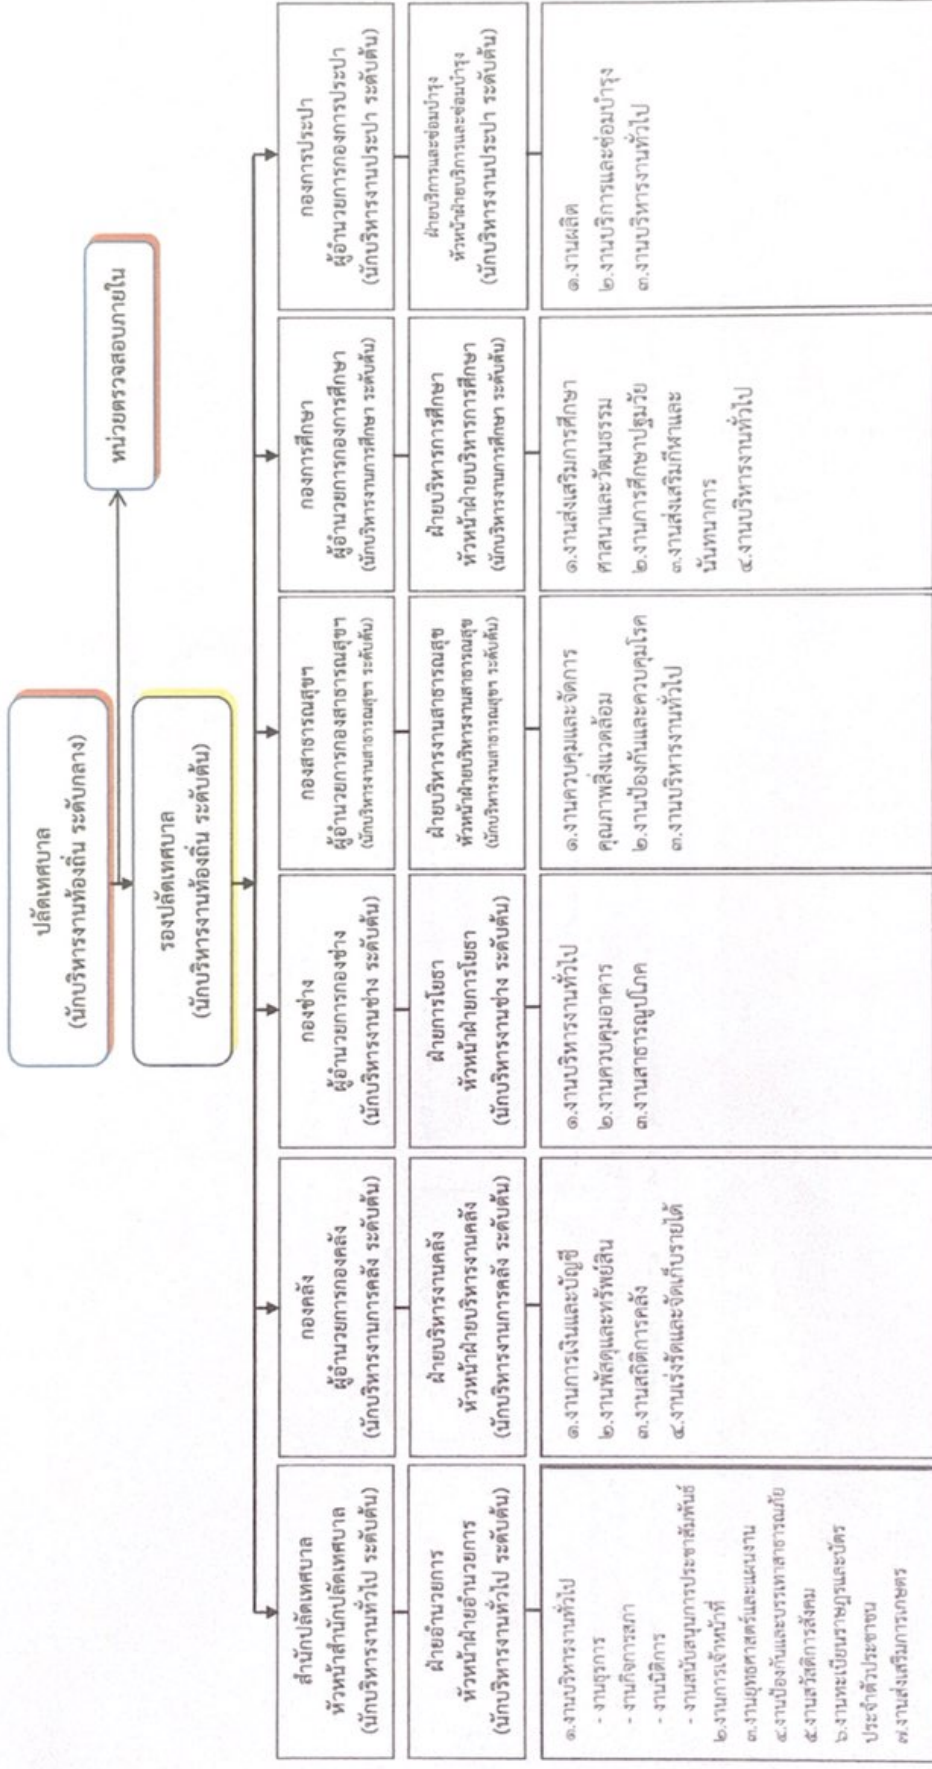 ปลัดเทศบาล
(นักบริหารงานท้องถิ่น ระดับกลาง)
หน่วยตรวจสอบภายใน
รองปลัดเทศบาล
(นักบริหารงานท้องถิ่น ระดับต้น)
สำนักปลัดเทศบาล
หัวหน้าสำนักปลัดเทศบาล
(นักบริหารงานทั่วไป ระดับต้น)
ฝ่ายอำนวยการ
หัวหน้าฝ่ายอำนวยการ
(นักบริหารงานทั่วไป ระดับต้น)
๑.งานบริหารงานทั่วไป
- งานธุรการ
- งานกิจการสภา
- งานนิติการ
- งานสนับสนุนการประชาสัมพันธ์
๒.งานการเจ้าหน้าที่
๓.งานยุทธศาสตร์และแผนงาน
๔.งานป้องกันและบรรเทาสาธารณภัย
๕.งานสวัสดิการสังคม
๖.งานทะเบียนราษฎรและบัตร
ประจำตัวประชาชน
๗.งานส่งเสริมการเกษตร
กองคลัง
ผู้อำนวยการกองคลัง
(นักบริหารงานการคลัง ระดับต้น)
ฝ่ายบริหารงานคลัง
หัวหน้าฝ่ายบริหารงานคลัง
(นักบริหารงานการคลัง ระดับต้น)
๑.งานการเงินและบัญชี
๒.งานพัสดุและทรัพย์สิน
๓.งานสถิติการคลัง
๔.งานเร่งรัดและจัดเก็บรายได้
กองช่าง
ผู้อำนวยการกองช่าง
(นักบริหารงานช่าง ระดับต้น)
ฝ่ายการโยธา
หัวหน้าฝ่ายการโยธา
(นักบริหารงานช่าง ระดับต้น)
๑.งานบริหารงานทั่วไป
๒.งานควบคุมอาคาร
๓.งานสาธารณูปโภค
กองสาธารณสุขฯ
ผู้อำนวยการกองสาธารณสุขฯ
(นักบริหารงานสาธารณสุขฯ ระดับต้น)
ฝ่ายบริหารงานสาธารณสุข
หัวหน้าฝ่ายบริหารงานสาธารณสุข
(นักบริหารงานสาธารณสุขฯ ระดับต้น)
๑.งานควบคุมและจัดการ
คุณภาพสิ่งแวดล้อม
๒.งานป้องกันและควบคุมโรค
๓.งานบริหารงานทั่วไป
กองการศึกษา
ผู้อำนวยการกองการศึกษา
(นักบริหารงานการศึกษา ระดับต้น)
ฝ่ายบริหารการศึกษา
หัวหน้าฝ่ายบริหารการศึกษา
(นักบริหารงานการศึกษา ระดับต้น)
๑.งานส่งเสริมการศึกษา
ศาสนาและวัฒนธรรม
๒.งานการศึกษาปฐมวัย
๓.งานส่งเสริมกีฬาและ
นันทนาการ
๔.งานบริหารงานทั่วไป
กองการประปา
ผู้อำนวยการกองการประปา
(นักบริหารงานประปา ระดับต้น)
ฝ่ายบริการและซ่อมบำรุง
หัวหน้าฝ่ายบริการและซ่อมบำรุง
(นักบริหารงานประปา ระดับต้น)
๑.งานผลิต
๒.งานบริการและซ่อมบำรุง
๓.งานบริหารงานทั่วไป